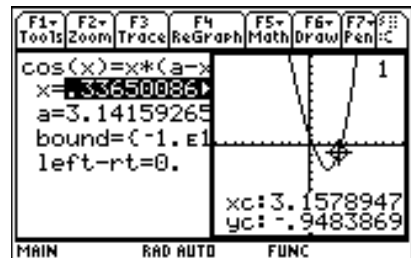 F1▾ F2▾ F3 F4 F5▾ F6▾ F7▾
Tools Zoom Trace ReGraph Math Draw Pen :C
cos(x)=x*(a-x
x=.33650086▸
a=3.14159265
bound={-1.E1
left-rt=0.
1
xc:3.1578947
yc:-.9483869
MAIN RAD AUTO FUNC